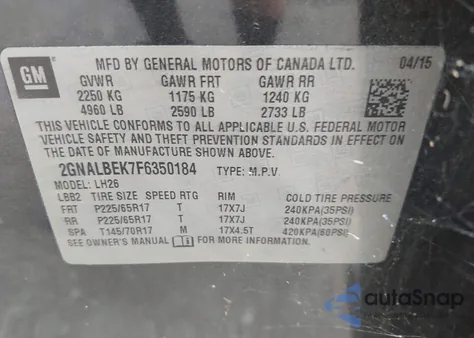 GM
MFD BY GENERAL MOTORS OF CANADA LTD. 04/15
GVWR GAWR FRT GAWR RR
2250 KG 1175 KG 1240 KG
4960 LB 2590 LB 2733 LB
THIS VEHICLE CONFORMS TO ALL APPLICABLE U.S. FEDERAL MOTOR
VEHICLE SAFETY AND THEFT PREVENTION STANDARDS IN EFFECT ON THE
DATE OF MANUFACTURE SHOWN ABOVE.
2GNALBEK7F6350184 TYPE: M.P.V.
MODEL: LH26
LBB2 TIRE SIZE SPEED RTG RIM COLD TIRE PRESSURE
FRT P225/65R17 T 17X7J 240KPA(35PSI)
RR P225/65R17 T 17X7J 240KPA(35PSI)
SPA T145/70R17 M 17X4.5T 420KPA(60PSI)
SEE OWNER'S MANUAL FOR MORE INFORMATION.
autaSnap
www.autasnap.com